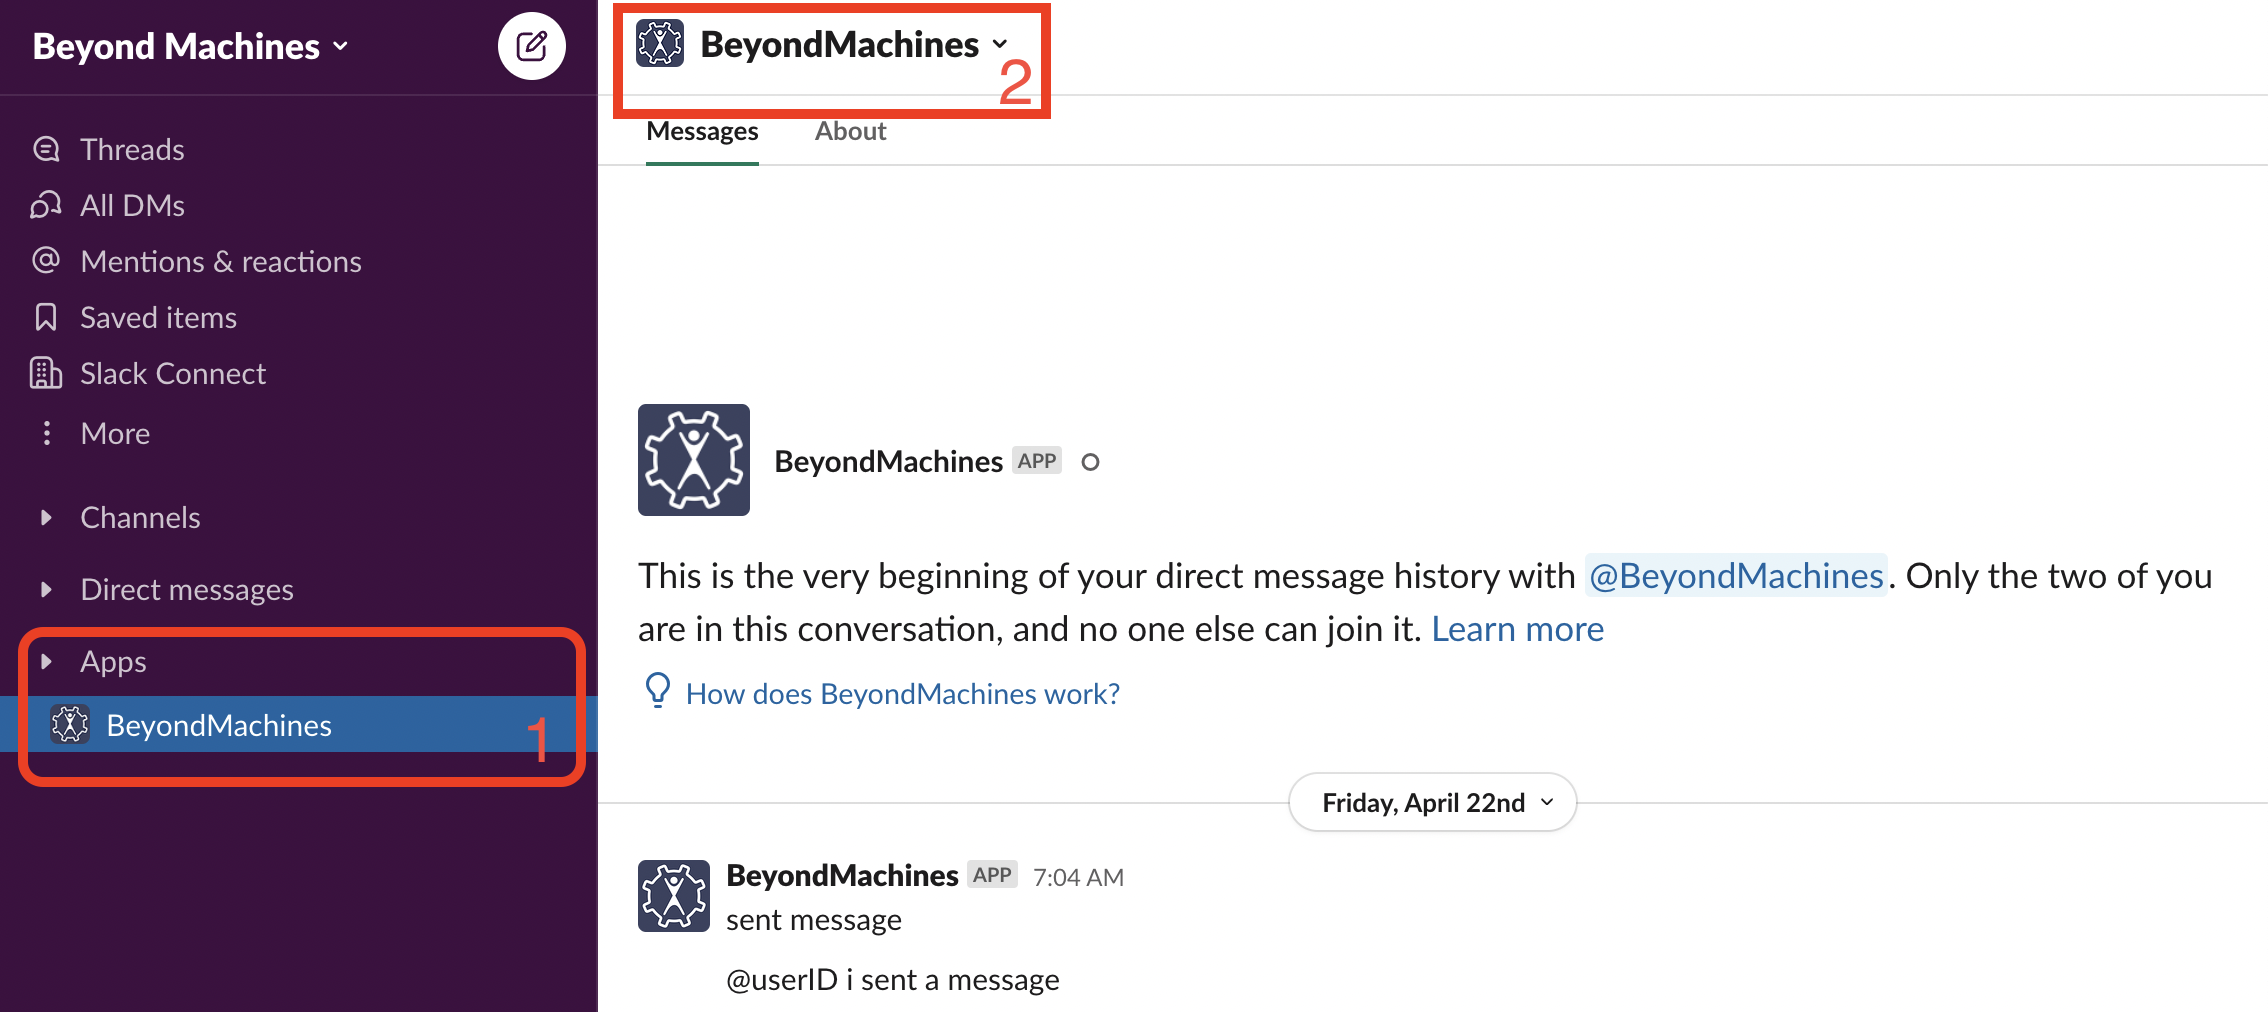 Beyond Machines
Threads
All DMs
Mentions & reactions
Saved items
Slack Connect
More
Channels
Direct messages
Apps
BeyondMachines
1
BeyondMachines
2
Messages
About
BeyondMachines APP
This is the very beginning of your direct message history with @BeyondMachines. Only the two of you
are in this conversation, and no one else can join it. Learn more
How does BeyondMachines work?
Friday, April 22nd
BeyondMachines APP 7:04 AM
sent message
@userID i sent a message